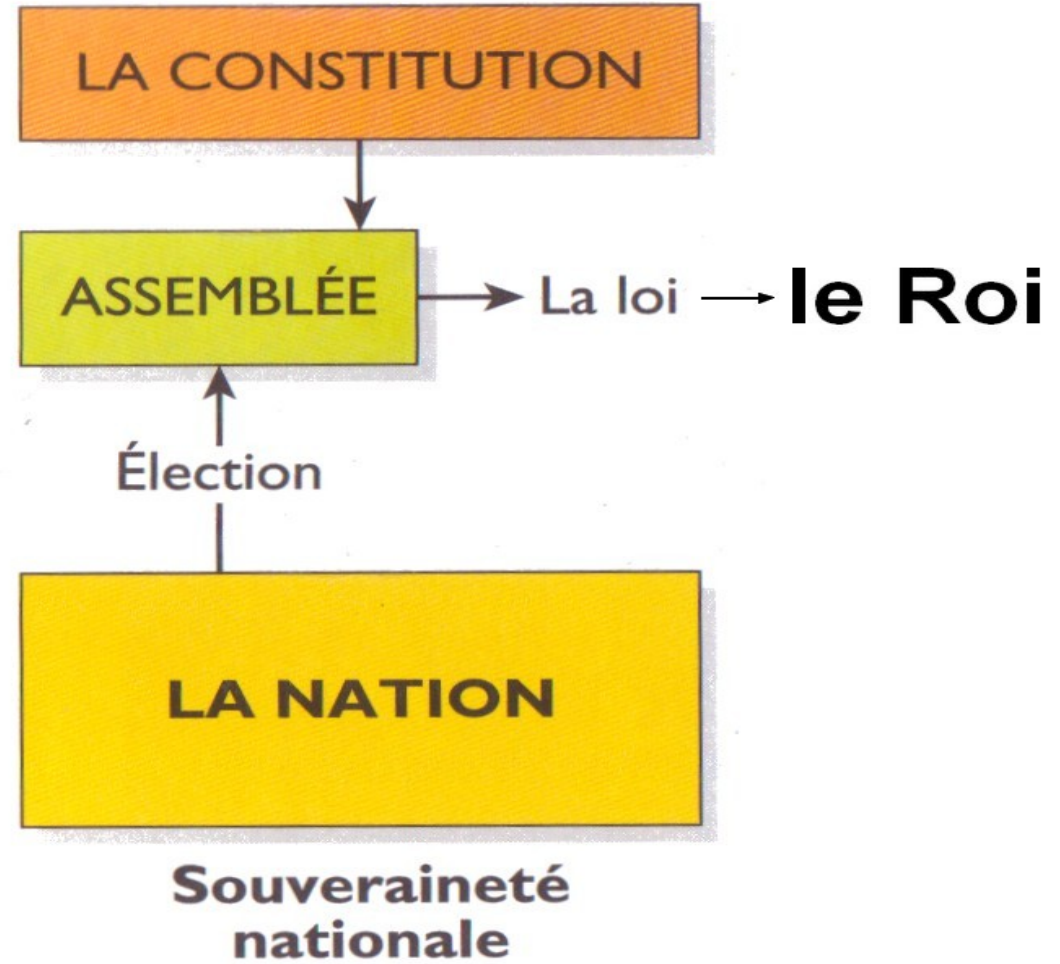 LA CONSTITUTION
ASSEMBLÉE
La loi
le Roi
Élection
LA NATION
Souveraineté
nationale